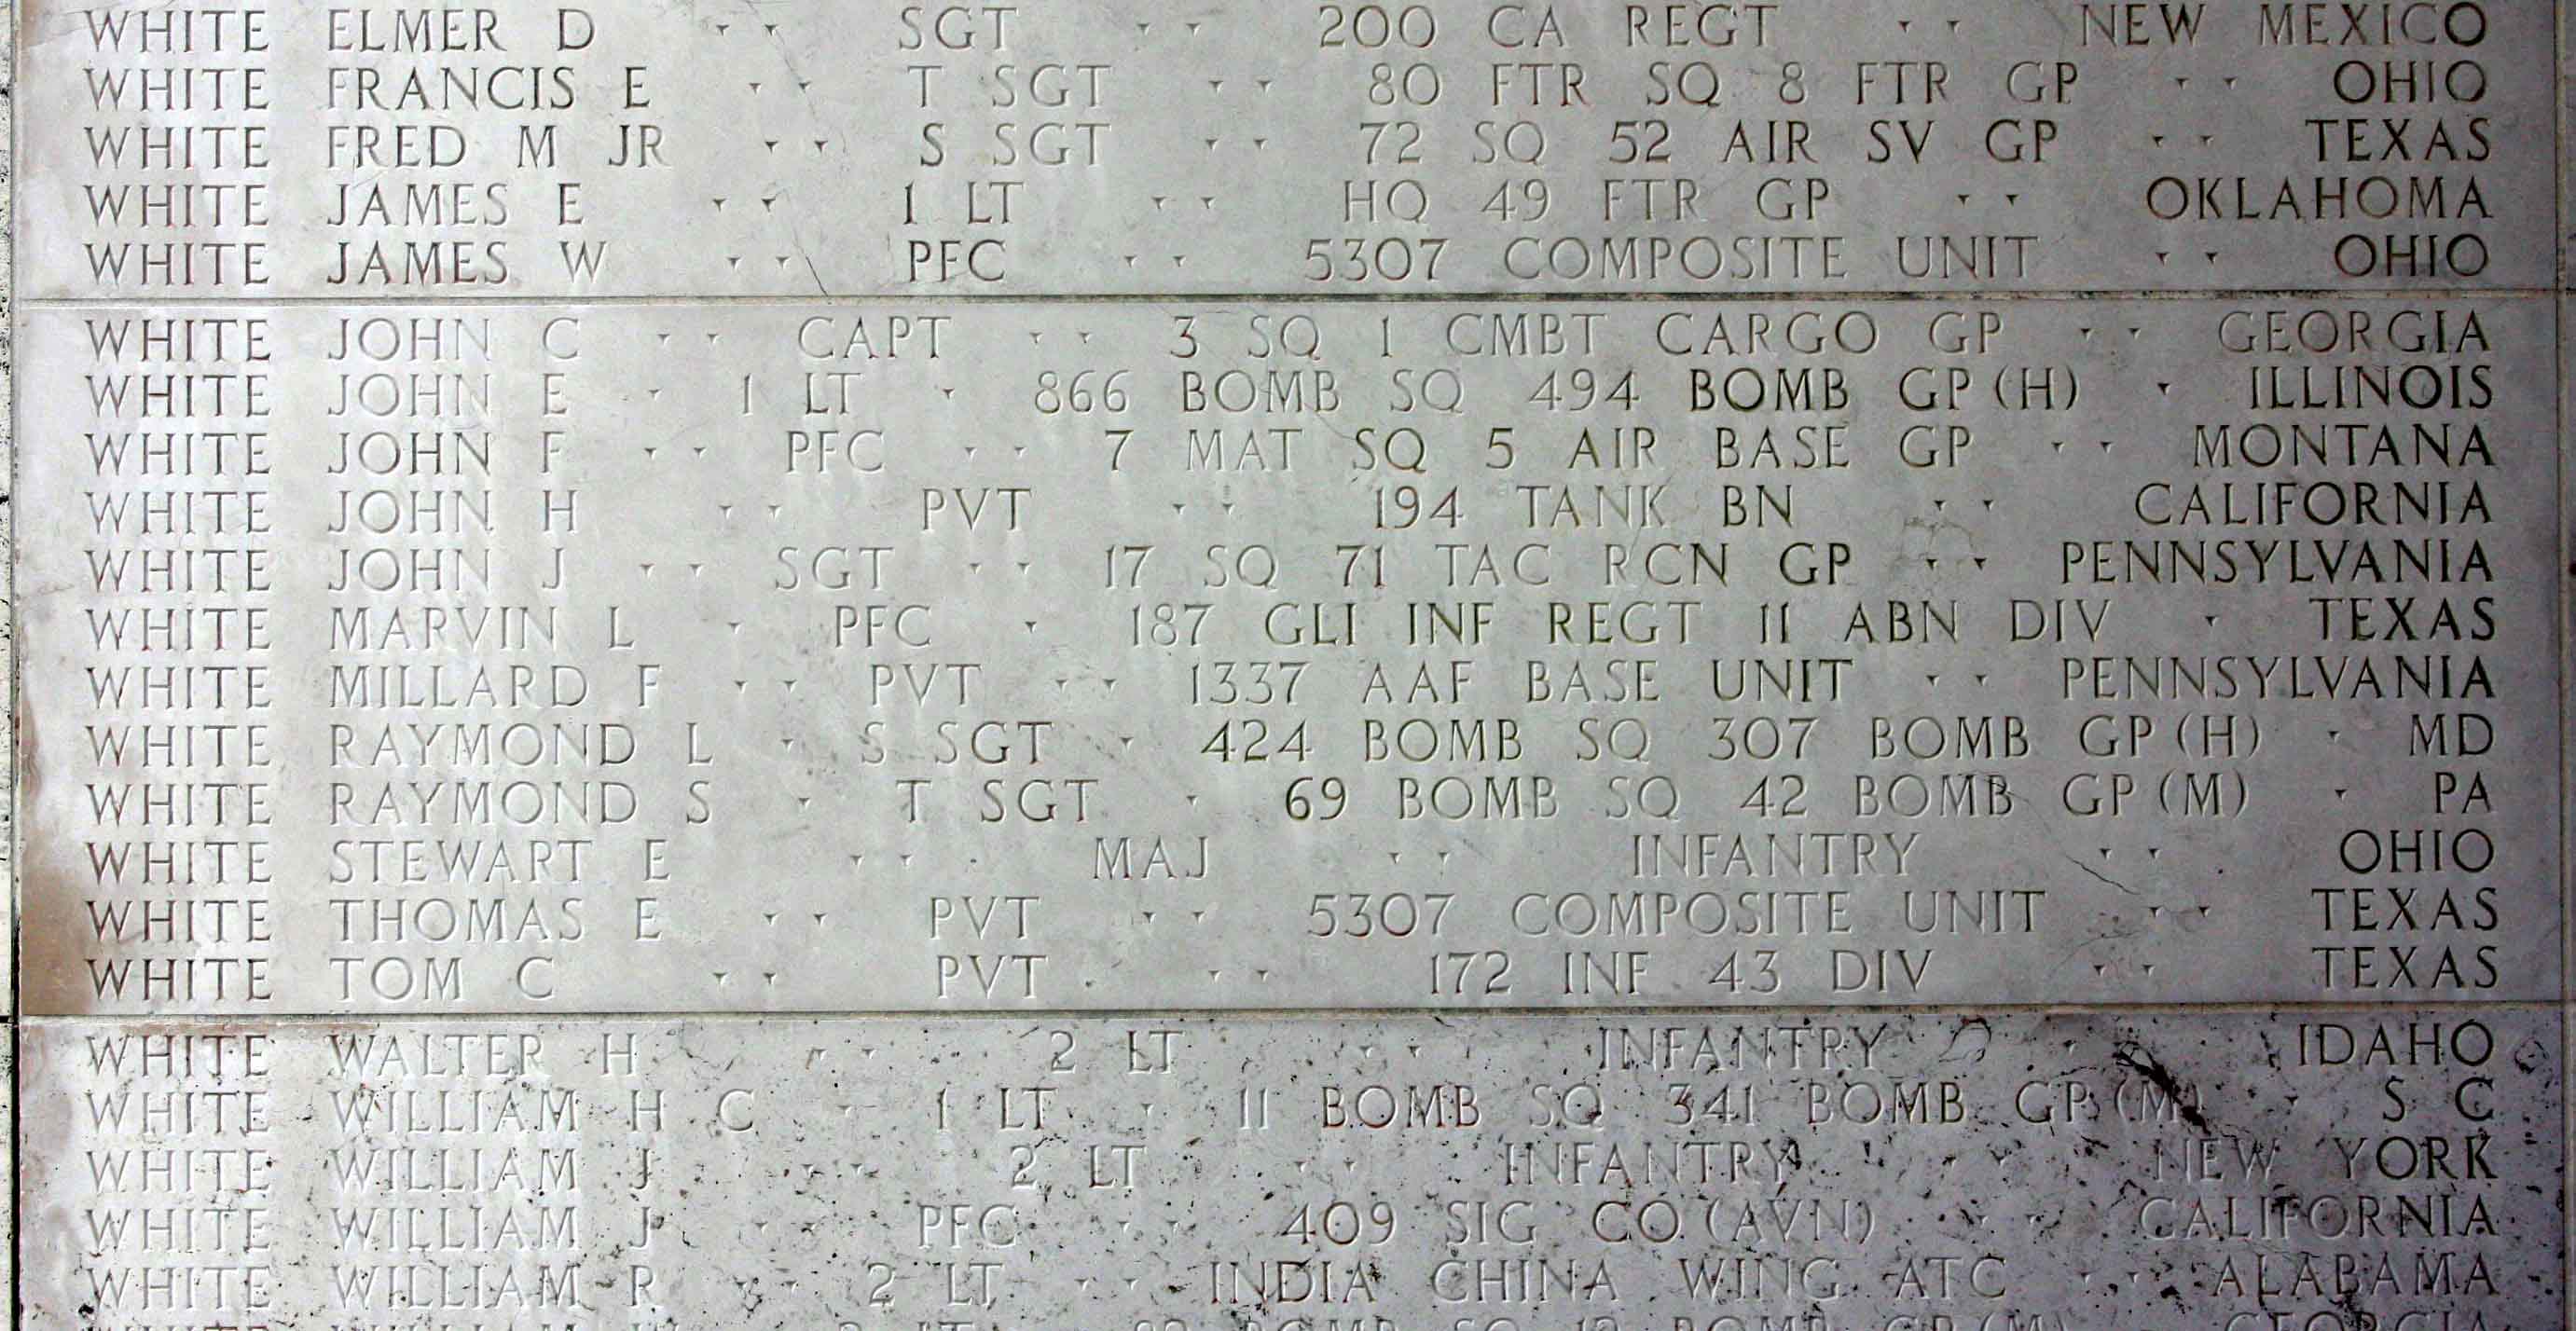 WHITE ELMER D · · SGT · · 200 CA REGT · · NEW MEXICO
WHITE FRANCIS E · · T SGT · · 80 FTR SQ 8 FTR GP · · OHIO
WHITE FRED M JR · · S SGT · · 72 SQ 52 AIR SV GP · · TEXAS
WHITE JAMES E · · 1 LT · · HQ 49 FTR GP · · OKLAHOMA
WHITE JAMES W · · PFC · · 5307 COMPOSITE UNIT · · OHIO
WHITE JOHN C · · CAPT · · 3 SQ 1 CMBT CARGO GP · · GEORGIA
WHITE JOHN E · 1 LT · 866 BOMB SQ 494 BOMB GP (H) · ILLINOIS
WHITE JOHN F · · PFC · · 7 MAT SQ 5 AIR BASE GP · · MONTANA
WHITE JOHN H · · PVT · · 194 TANK BN · · CALIFORNIA
WHITE JOHN J · · SGT · · 17 SQ 71 TAC RCN GP · · PENNSYLVANIA
WHITE MARVIN L · PFC · 187 GLI INF REGT 11 ABN DIV · TEXAS
WHITE MILLARD F · · PVT · · 1337 AAF BASE UNIT · · PENNSYLVANIA
WHITE RAYMOND L · S SGT · 424 BOMB SQ 307 BOMB GP (H) · MD
WHITE RAYMOND S · T SGT · 69 BOMB SQ 42 BOMB GP (M) · PA
WHITE STEWART E · · MAJ · · INFANTRY · · OHIO
WHITE THOMAS E · · PVT · · 5307 COMPOSITE UNIT · · TEXAS
WHITE TOM C · · PVT · · 172 INF 43 DIV · · TEXAS
WHITE WALTER H · · 2 LT · · INFANTRY · · IDAHO
WHITE WILLIAM H C · 1 LT · 11 BOMB SQ 341 BOMB GP (M) · S C
WHITE WILLIAM J · · 2 LT · · INFANTRY · · NEW YORK
WHITE WILLIAM J · · PFC · · 409 SIG CO (AVN) · · CALIFORNIA
WHITE WILLIAM R · · 2 LT · · INDIA CHINA WING ATC · · ALABAMA
WHITE WILLIAM · 2 LT · BOMB SQ 12 BOMB GP (M) · GEORGIA